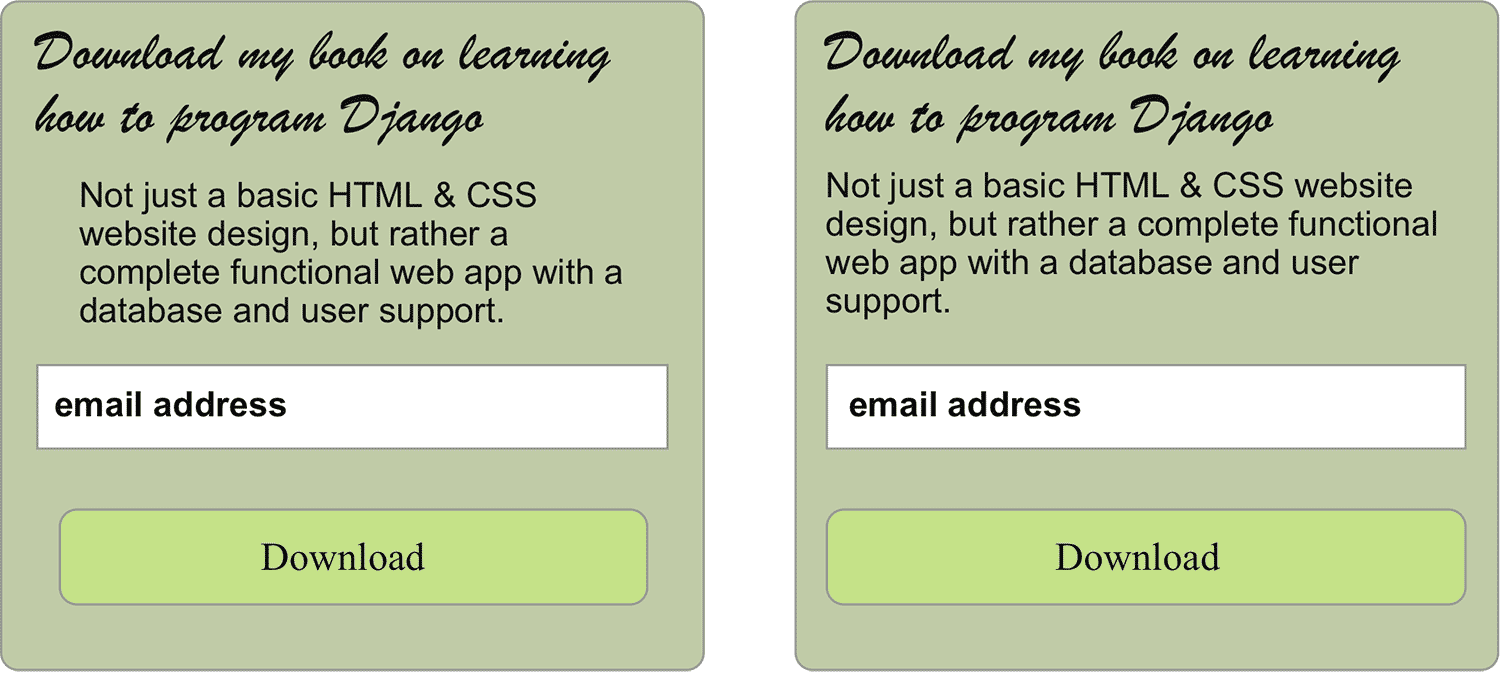 Download my book on learning
how to program Django
Not just a basic HTML & CSS
website design, but rather a
complete functional web app with a
database and user support.
email address
Download
Download my book on learning
how to program Django
Not just a basic HTML & CSS website
design, but rather a complete functional
web app with a database and user
support.
email address
Download